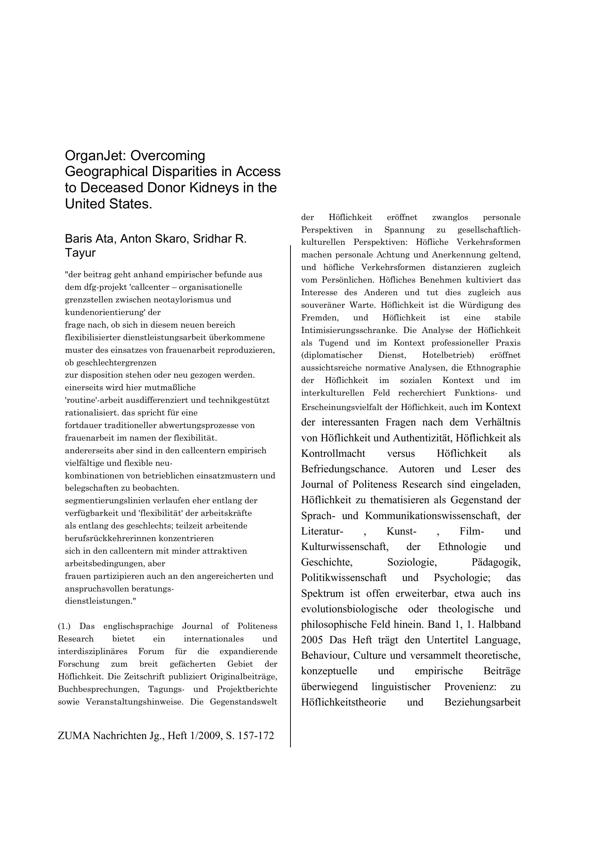 OrganJet: Overcoming
Geographical Disparities in Access
to Deceased Donor Kidneys in the
United States.
Baris Ata, Anton Skaro, Sridhar R.
Tayur
"der beitrag geht anhand empirischer befunde aus
dem dfg-projekt 'callcenter – organisationelle
grenzstellen zwischen neotaylorismus und
kundenorientierung' der
frage nach, ob sich in diesem neuen bereich
flexibilisierter dienstleistungsarbeit überkommene
muster des einsatzes von frauenarbeit reproduzieren,
ob geschlechtergrenzen
zur disposition stehen oder neu gezogen werden.
einerseits wird hier mutmaßliche
'routine'-arbeit ausdifferenziert und technikgestützt
rationalisiert. das spricht für eine
fortdauer traditioneller abwertungsprozesse von
frauenarbeit im namen der flexibilität.
andererseits aber sind in den callcentern empirisch
vielfältige und flexible neu-
kombinationen von betrieblichen einsatzmustern und
belegschaften zu beobachten.
segmentierungslinien verlaufen eher entlang der
verfügbarkeit und 'flexibilität' der arbeitskräfte
als entlang des geschlechts; teilzeit arbeitende
berufsrückkehrerinnen konzentrieren
sich in den callcentern mit minder attraktiven
arbeitsbedingungen, aber
frauen partizipieren auch an den angereicherten und
anspruchsvollen beratungs-
dienstleistungen."
(1.) Das englischsprachige Journal of Politeness
Research bietet ein internationales und
interdisziplinäres Forum für die expandierende
Forschung zum breit gefächerten Gebiet der
Höflichkeit. Die Zeitschrift publiziert Originalbeiträge,
Buchbesprechungen, Tagungs- und Projektberichte
sowie Veranstaltungshinweise. Die Gegenstandswelt
der Höflichkeit eröffnet zwanglos personale
Perspektiven in Spannung zu gesellschaftlich-
kulturellen Perspektiven: Höfliche Verkehrsformen
machen personale Achtung und Anerkennung geltend,
und höfliche Verkehrsformen distanzieren zugleich
vom Persönlichen. Höfliches Benehmen kultiviert das
Interesse des Anderen und tut dies zugleich aus
souveräner Warte. Höflichkeit ist die Würdigung des
Fremden, und Höflichkeit ist eine stabile
Intimisierungsschranke. Die Analyse der Höflichkeit
als Tugend und im Kontext professioneller Praxis
(diplomatischer Dienst, Hotelbetrieb) eröffnet
aussichtsreiche normative Analysen, die Ethnographie
der Höflichkeit im sozialen Kontext und im
interkulturellen Feld recherchiert Funktions- und
Erscheinungsvielfalt der Höflichkeit, auch im Kontext
der interessanten Fragen nach dem Verhältnis
von Höflichkeit und Authentizität, Höflichkeit als
Kontrollmacht versus Höflichkeit als
Befriedungschance. Autoren und Leser des
Journal of Politeness Research sind eingeladen,
Höflichkeit zu thematisieren als Gegenstand der
Sprach- und Kommunikationswissenschaft, der
Literatur- , Kunst- , Film- und
Kulturwissenschaft, der Ethnologie und
Geschichte, Soziologie, Pädagogik,
Politikwissenschaft und Psychologie; das
Spektrum ist offen erweiterbar, etwa auch ins
evolutionsbiologische oder theologische und
philosophische Feld hinein. Band 1, 1. Halbband
2005 Das Heft trägt den Untertitel Language,
Behaviour, Culture und versammelt theoretische,
konzeptuelle und empirische Beiträge
überwiegend linguistischer Provenienz: zu
Höflichkeitstheorie und Beziehungsarbeit
ZUMA Nachrichten Jg., Heft 1/2009, S. 157-172